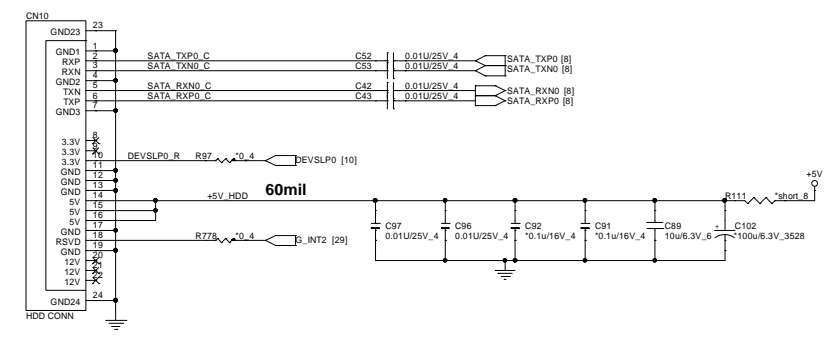 CN10
GND23 23
GND1 1
RXP 2 SATA_TXP0_C C52 0.01U/25V_4 SATA_TXP0 [8]
RXN 3 SATA_TXN0_C C53 0.01U/25V_4 SATA_TXN0 [8]
GND2 4
TXN 5 SATA_RXN0_C C42 0.01U/25V_4 SATA_RXN0 [8]
TXP 6 SATA_RXP0_C C43 0.01U/25V_4 SATA_RXP0 [8]
GND3 7
3.3V 8
3.3V 9
3.3V 10 DEVSLP0_R R97 *0_4 DEVSLP0 [10]
GND 11
GND 12
GND 13
5V 14 +5V_HDD 60mil R111 *short_8 +5V
5V 15
5V 16
GND 17
RSVD 18 R778 *0_4 G_INT2 [29]
GND 19
12V 20
12V 21
12V 22
GND24 24
HDD CONN
C97 C96 C92 C91 C89 + C102
0.01U/25V_4 0.01U/25V_4 *0.1u/16V_4 *0.1u/16V_4 10u/6.3V_6 *100u/6.3V_3528